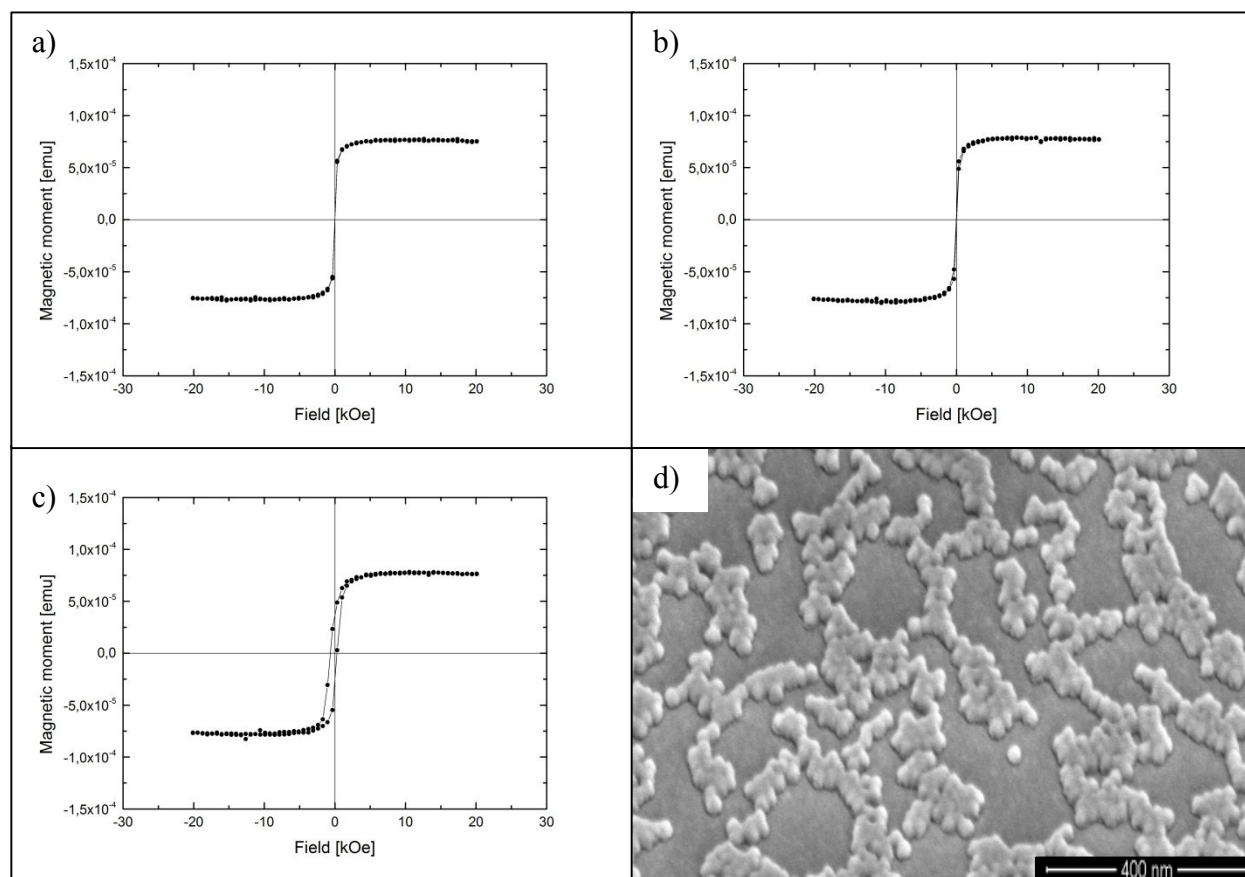 a)
1,5x10⁻⁴
1,0x10⁻⁴
5,0x10⁻⁵
0,0
-5,0x10⁻⁵
-1,0x10⁻⁴
-1,5x10⁻⁴
Magnetic moment [emu]
-30 -20 -10 0 10 20 30
Field [kOe]
b)
1,5x10⁻⁴
1,0x10⁻⁴
5,0x10⁻⁵
0,0
-5,0x10⁻⁵
-1,0x10⁻⁴
-1,5x10⁻⁴
Magnetic moment [emu]
-30 -20 -10 0 10 20 30
Field [kOe]
c)
1,5x10⁻⁴
1,0x10⁻⁴
5,0x10⁻⁵
0,0
-5,0x10⁻⁵
-1,0x10⁻⁴
-1,5x10⁻⁴
Magnetic moment [emu]
-30 -20 -10 0 10 20 30
Field [kOe]
d)
400 nm